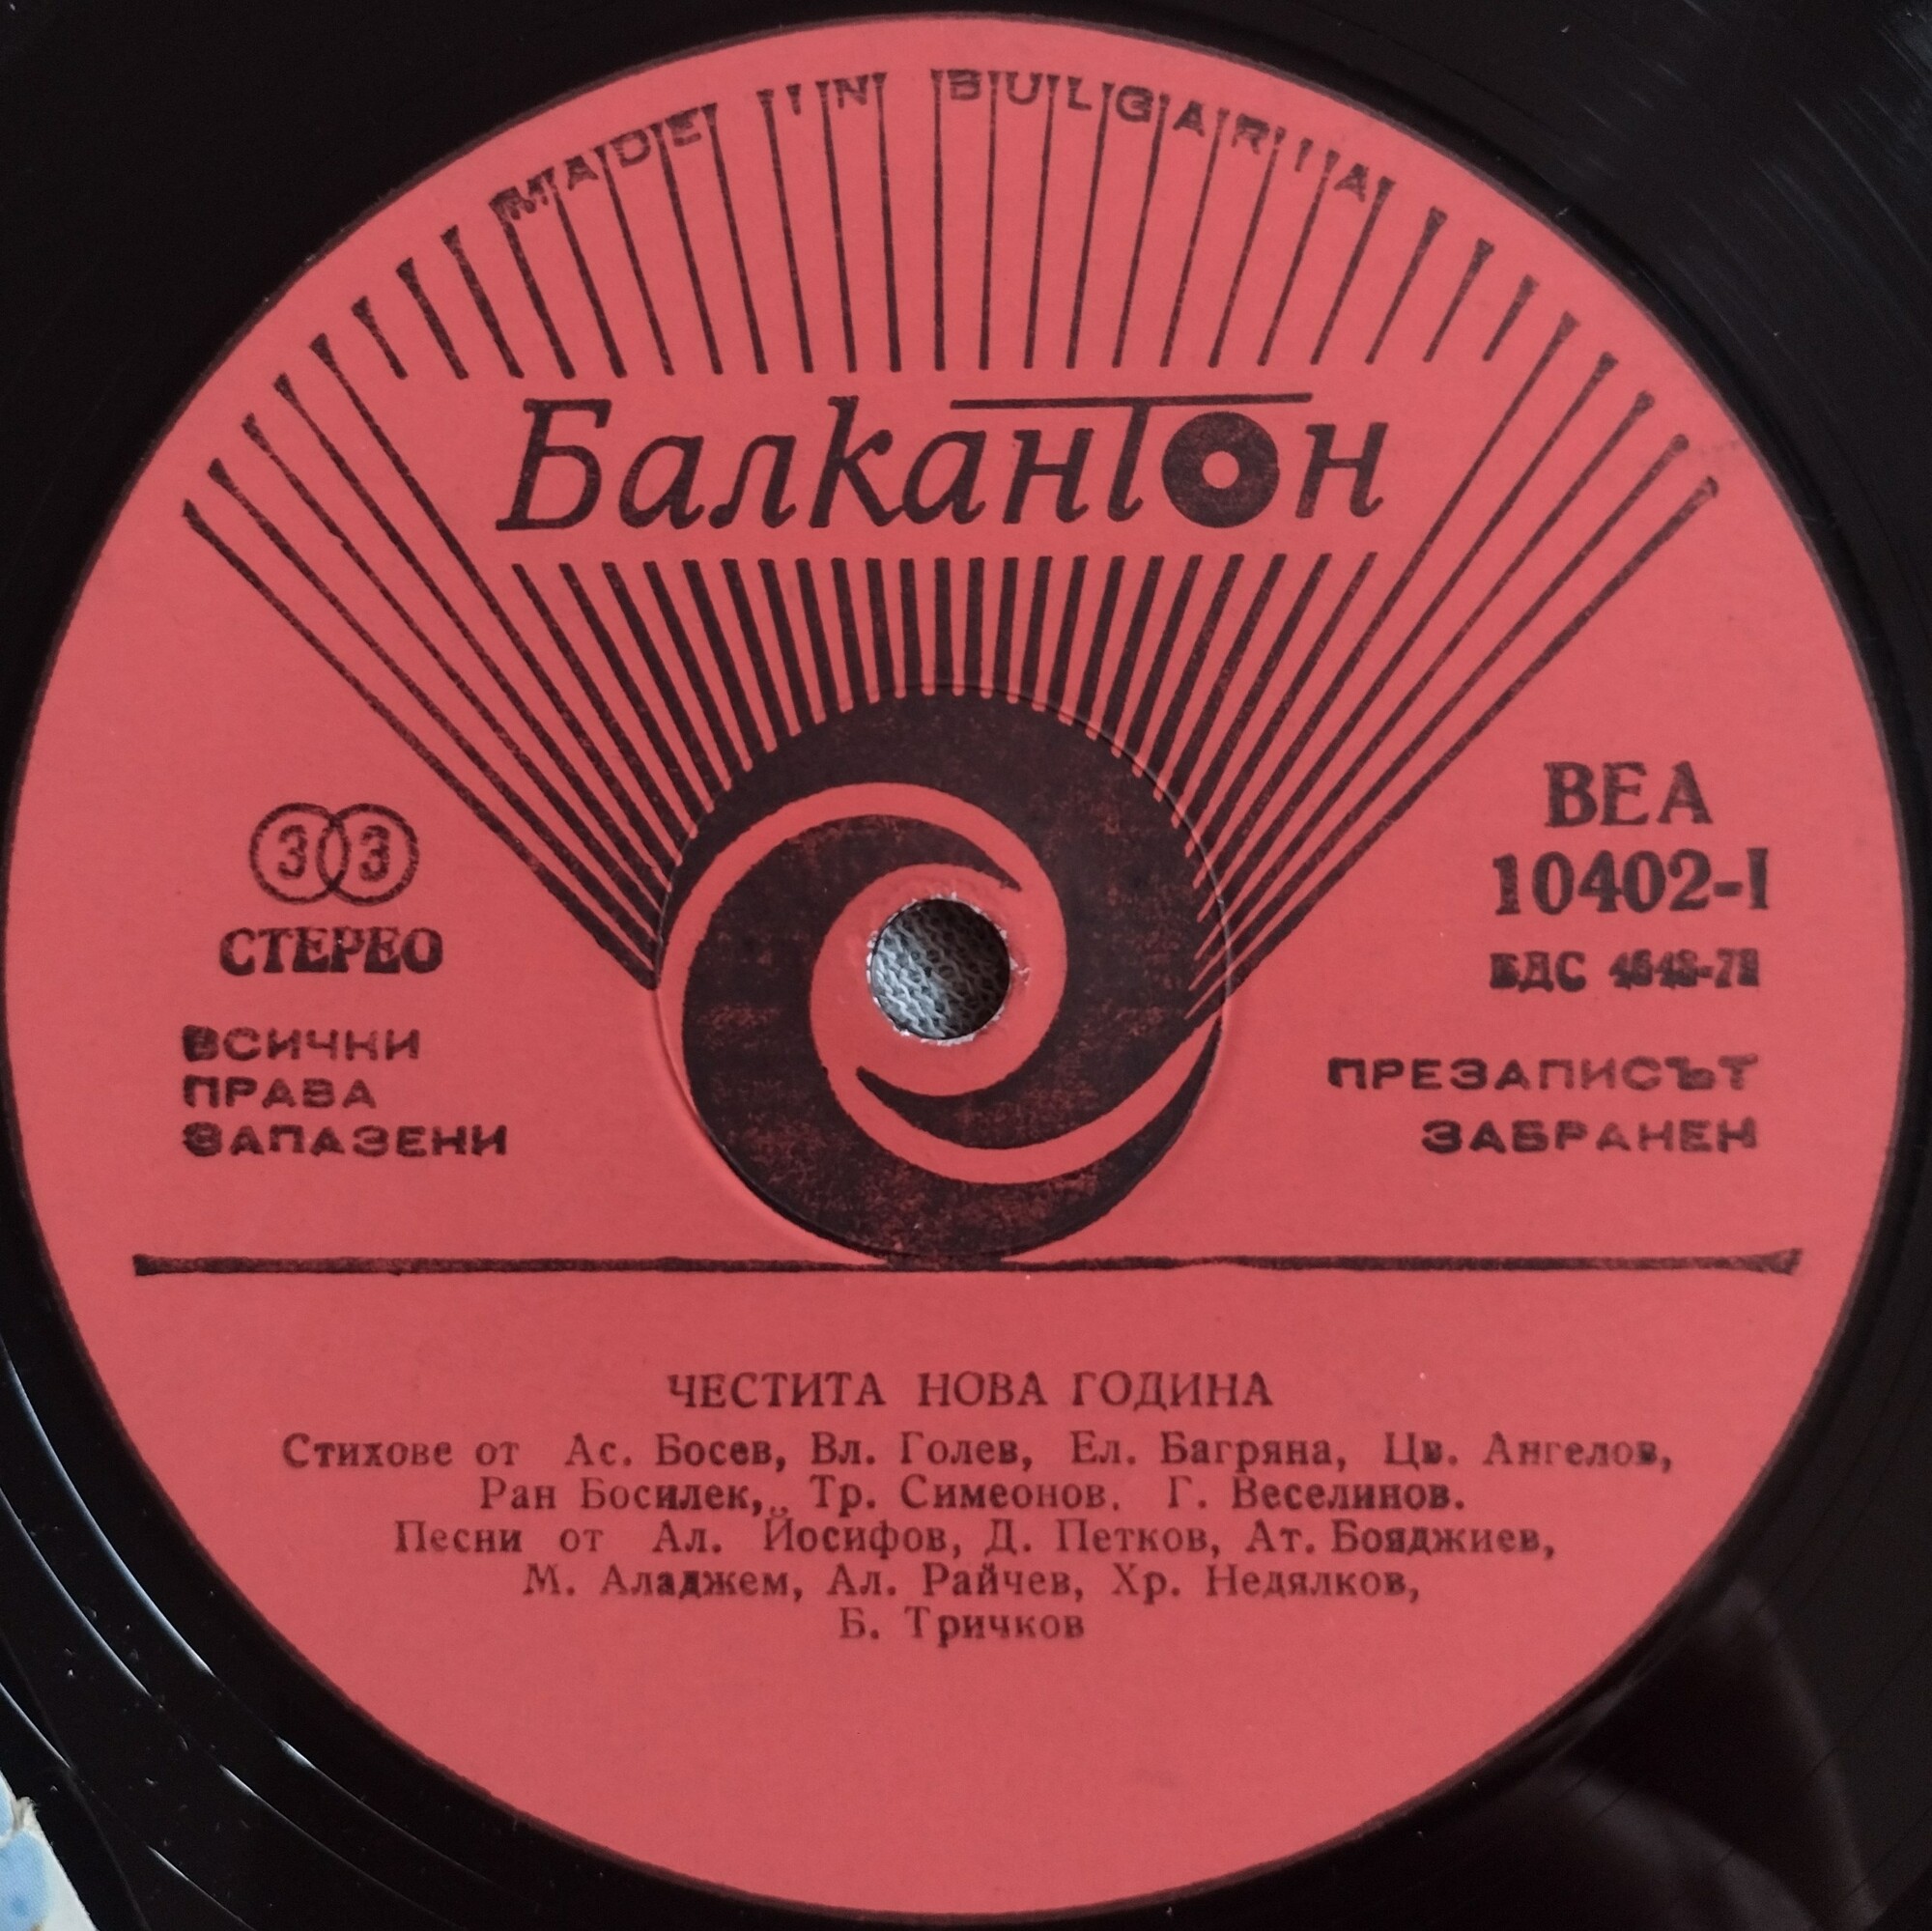 MADE IN BULGARIA
Балкантон
33
СТЕРЕО
ВСИЧКИ
ПРАВА
ЗАПАЗЕНИ
ВЕА
10402-I
БДС
ПРЕЗАПИСЪТ
ЗАБРАНЕН
ЧЕСТИТА НОВА ГОДИНА
Стихове от Ас. Босев, Вл. Голев, Ел. Багряна, Цв. Ангелов,
Ран Босилек, Тр. Симеонов, Г. Веселинов.
Песни от Ал. Йосифов, Д. Петков, Ат. Бояджиев,
М. Аладжем, Ал. Райчев, Хр. Недялков,
Б. Тричков